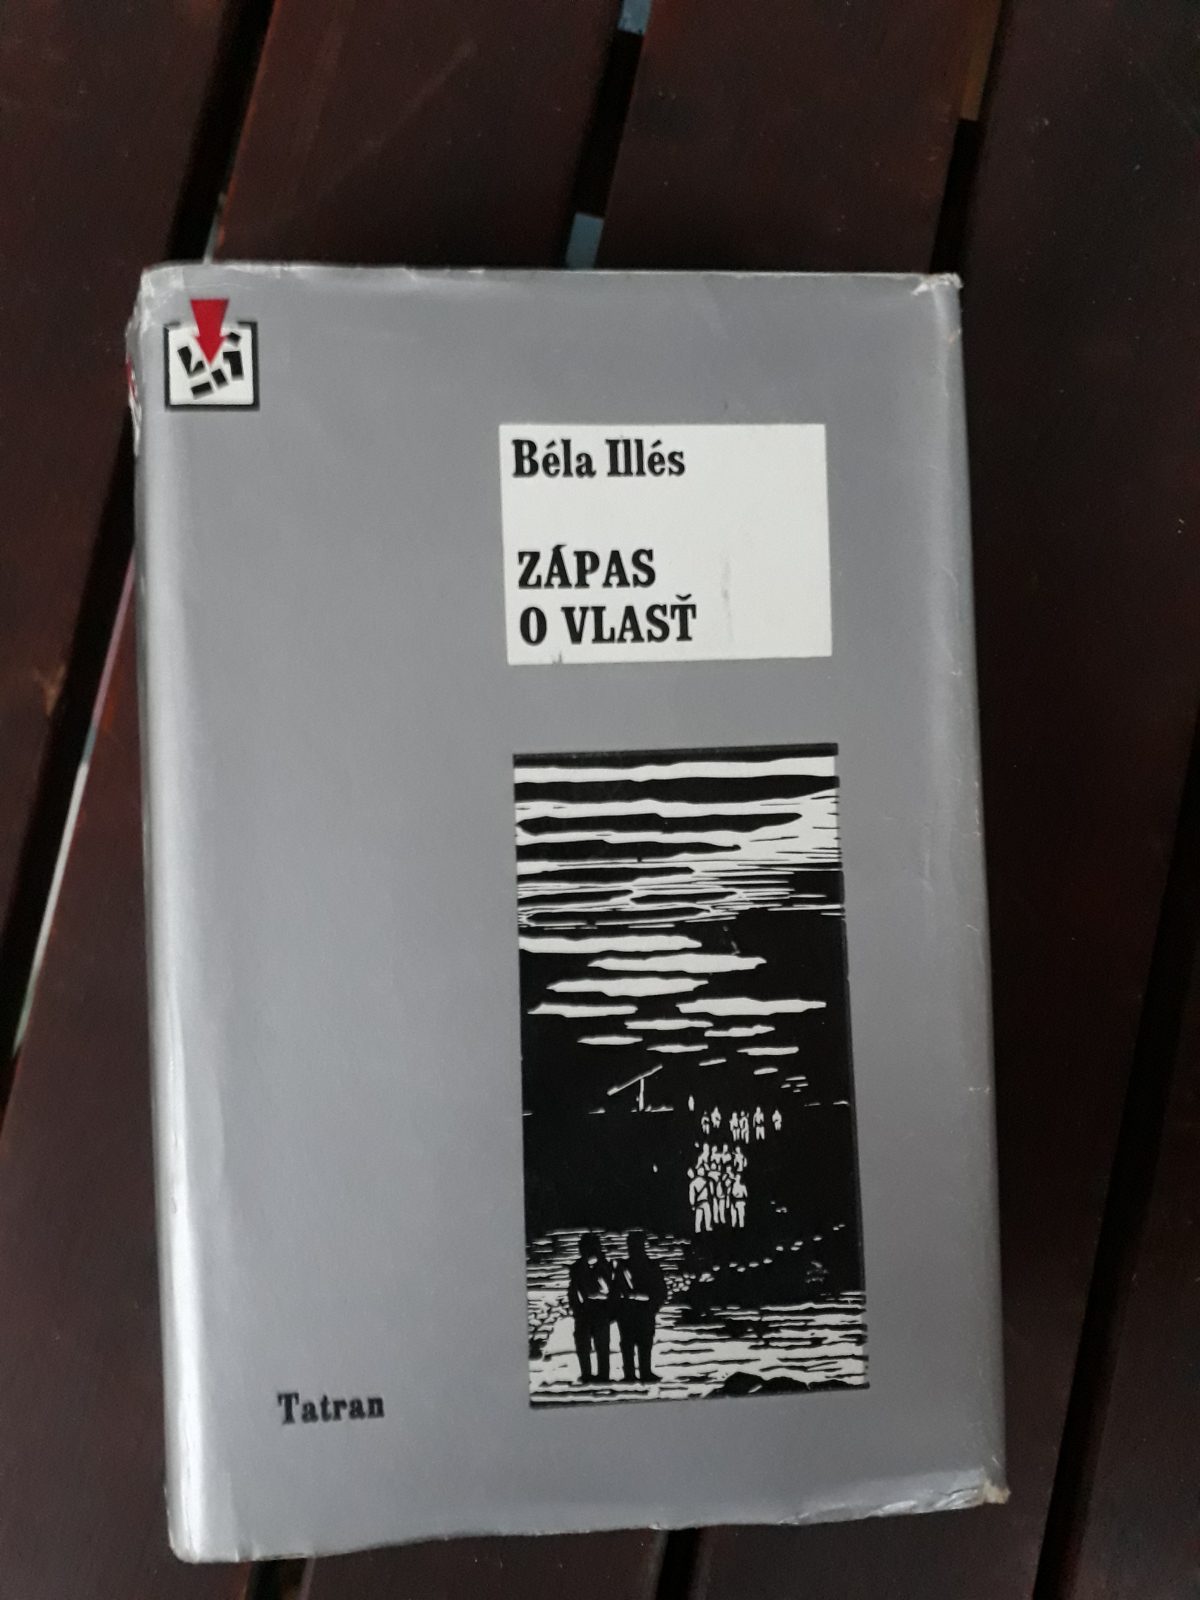 Béla Illés
ZÁPAS
O VLASŤ
Tatran